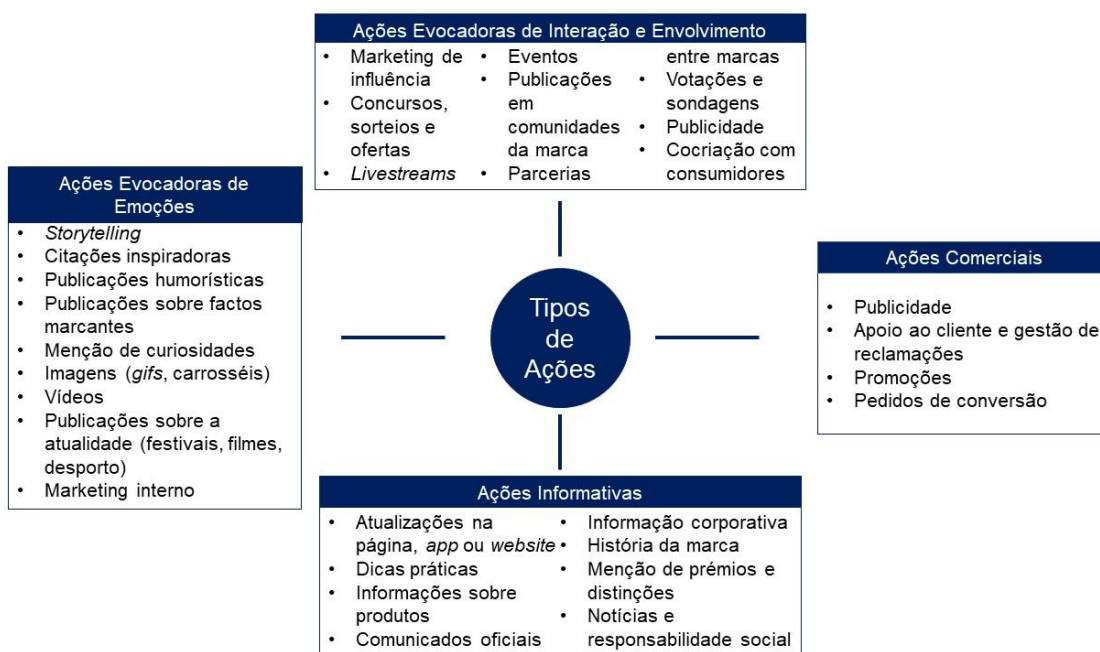 Ações Evocadoras de Interação e Envolvimento
• Marketing de
influência
• Concursos,
sorteios e
ofertas
• Livestreams
• Eventos
• Publicações
em
comunidades
da marca
• Parcerias
entre marcas
• Votações e
sondagens
• Publicidade
• Cocriação com
consumidores
Ações Evocadoras de
Emoções
• Storytelling
• Citações inspiradoras
• Publicações humorísticas
• Publicações sobre factos
marcantes
• Menção de curiosidades
• Imagens (gifs, carrosséis)
• Vídeos
• Publicações sobre a
atualidade (festivais, filmes,
desporto)
• Marketing interno
Tipos
de
Ações
Ações Comerciais
• Publicidade
• Apoio ao cliente e gestão de
reclamações
• Promoções
• Pedidos de conversão
Ações Informativas
• Atualizações na
página, app ou website
• Dicas práticas
• Informações sobre
produtos
• Comunicados oficiais
• Informação corporativa
• História da marca
• Menção de prémios e
distinções
• Notícias e
responsabilidade social